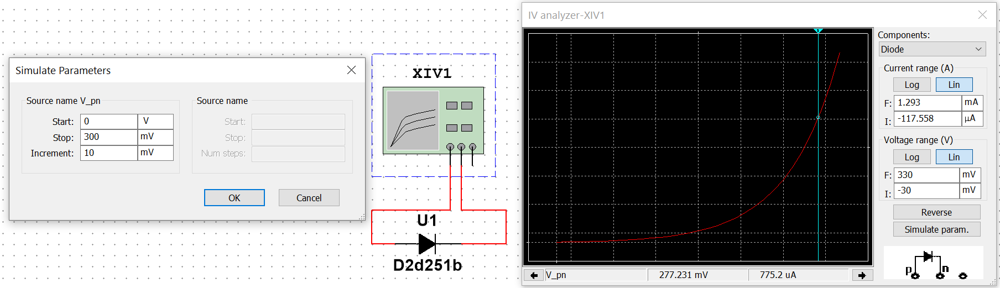 Simulate Parameters
Source name V_pn
Start: 0 V
Stop: 300 mV
Increment: 10 mV
Source name
Start:
Stop:
Num steps:
OK
Cancel
XIV1
U1
D2d251b
IV analyzer-XIV1
1
V_pn 277.231 mV 775.2 uA
Components:
Diode
Current range (A)
Log Lin
F: 1.293 mA
I: -117.558 µA
Voltage range (V)
Log Lin
F: 330 mV
I: -30 mV
Reverse
Simulate param.
p n